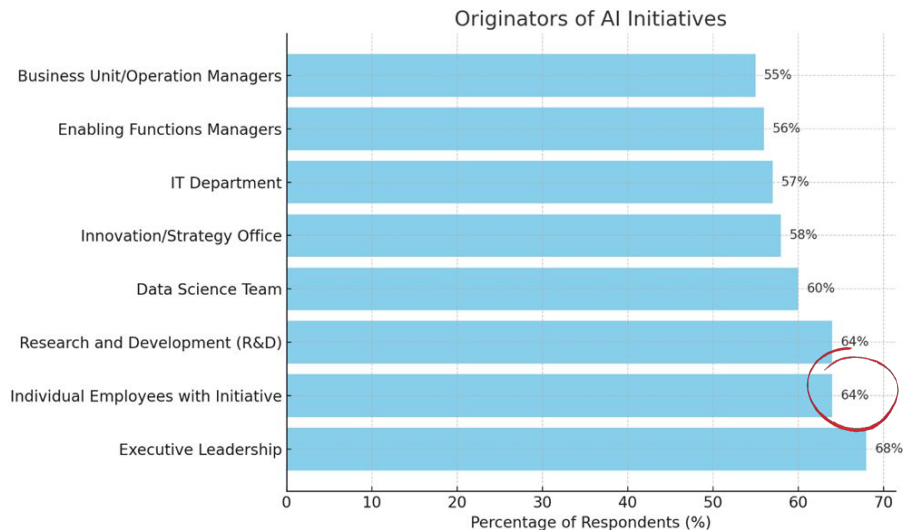 Originators of AI Initiatives
Business Unit/Operation Managers 55%
Enabling Functions Managers 56%
IT Department 57%
Innovation/Strategy Office 58%
Data Science Team 60%
Research and Development (R&D) 64%
Individual Employees with Initiative 64%
Executive Leadership 68%
0 10 20 30 40 50 60 70
Percentage of Respondents (%)